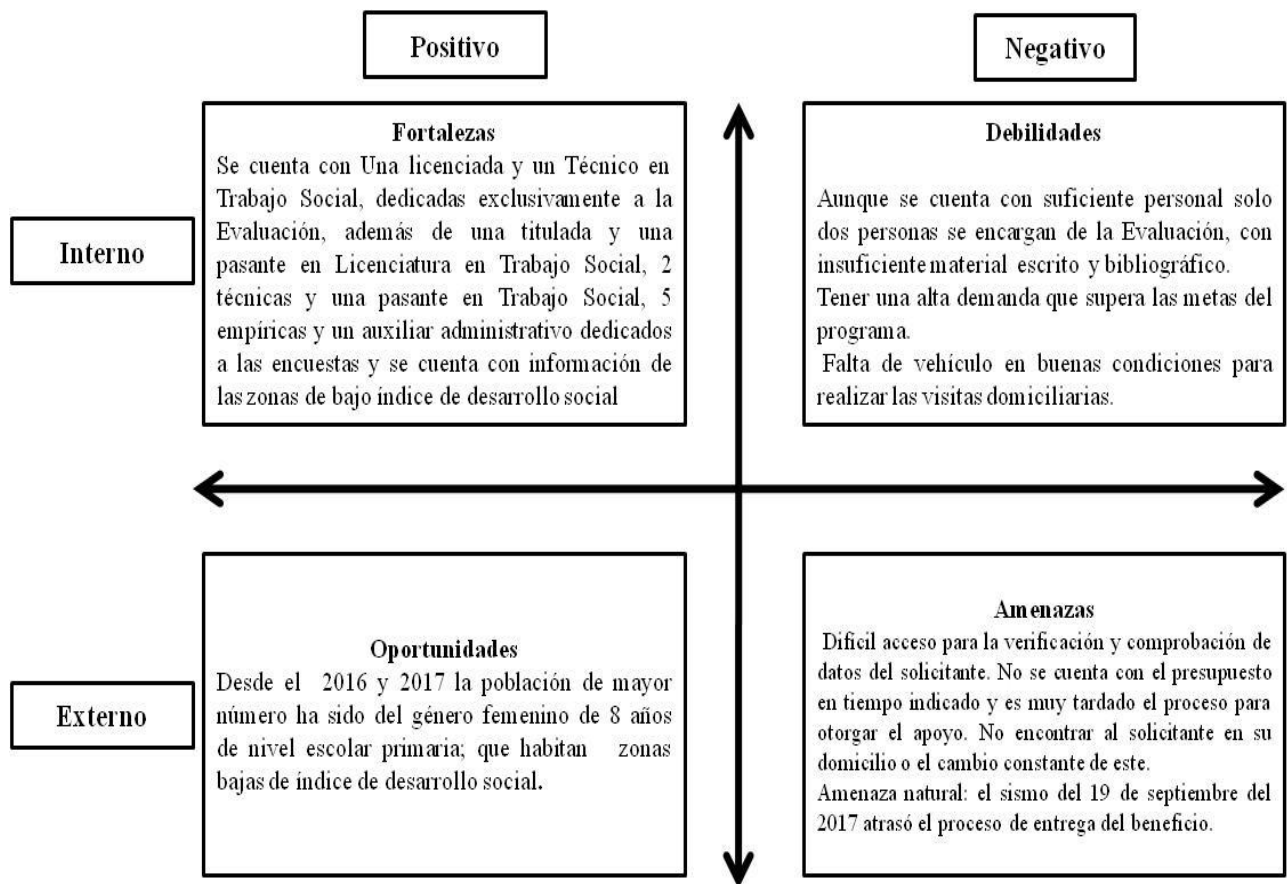 Positivo
Negativo
Interno
Fortalezas
Se cuenta con Una licenciada y un Técnico en
Trabajo Social, dedicadas exclusivamente a la
Evaluación, además de una titulada y una
pasante en Licenciatura en Trabajo Social, 2
técnicas y una pasante en Trabajo Social, 5
empíricas y un auxiliar administrativo dedicados
a las encuestas y se cuenta con información de
las zonas de bajo índice de desarrollo social
Debilidades
Aunque se cuenta con suficiente personal solo
dos personas se encargan de la Evaluación, con
insuficiente material escrito y bibliográfico.
Tener una alta demanda que supera las metas del
programa.
Falta de vehículo en buenas condiciones para
realizar las visitas domiciliarias.
Externo
Oportunidades
Desde el 2016 y 2017 la población de mayor
número ha sido del género femenino de 8 años
de nivel escolar primaria; que habitan zonas
bajas de índice de desarrollo social.
Amenazas
Difícil acceso para la verificación y comprobación de
datos del solicitante. No se cuenta con el presupuesto
en tiempo indicado y es muy tardado el proceso para
otorgar el apoyo. No encontrar al solicitante en su
domicilio o el cambio constante de este.
Amenaza natural: el sismo del 19 de septiembre del
2017 atrasó el proceso de entrega del beneficio.